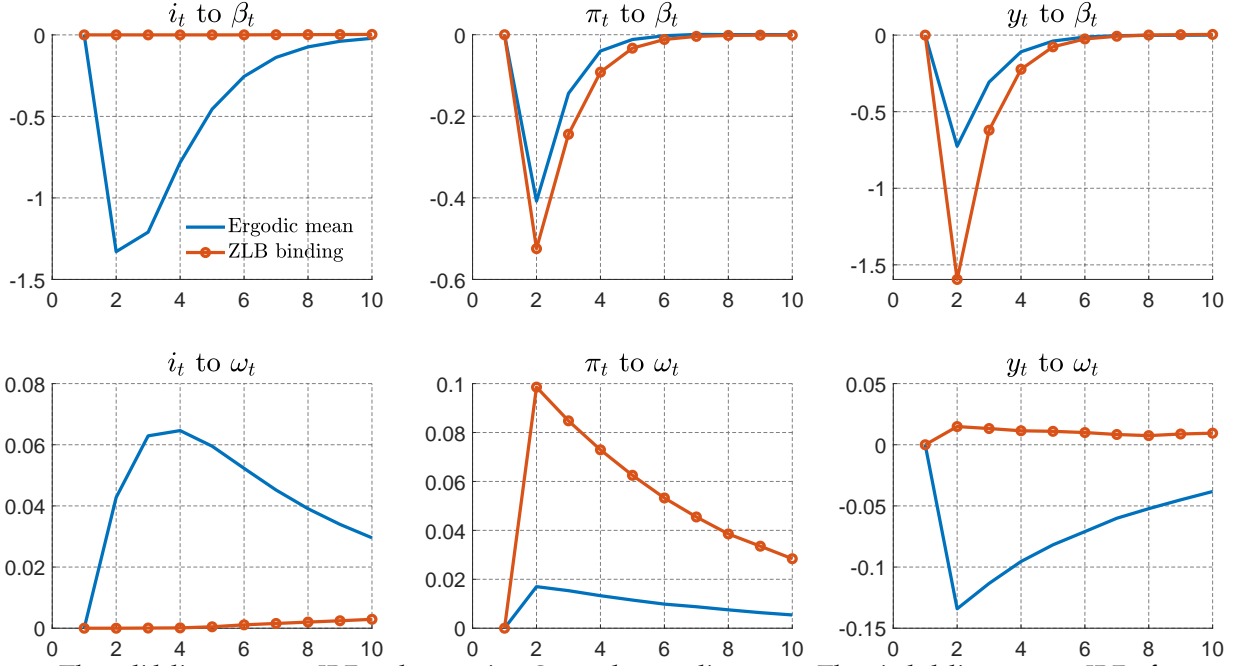 i_t to β_t
π_t to β_t
y_t to β_t
0
-0.5
-1
-1.5
0 2 4 6 8 10
Ergodic mean
ZLB binding
0
-0.2
-0.4
-0.6
0 2 4 6 8 10
0
-0.5
-1
-1.5
0 2 4 6 8 10
i_t to ω_t
π_t to ω_t
y_t to ω_t
0.08
0.06
0.04
0.02
0
0 2 4 6 8 10
0.1
0.08
0.06
0.04
0.02
0
0 2 4 6 8 10
0.05
0
-0.05
-0.1
-0.15
0 2 4 6 8 10